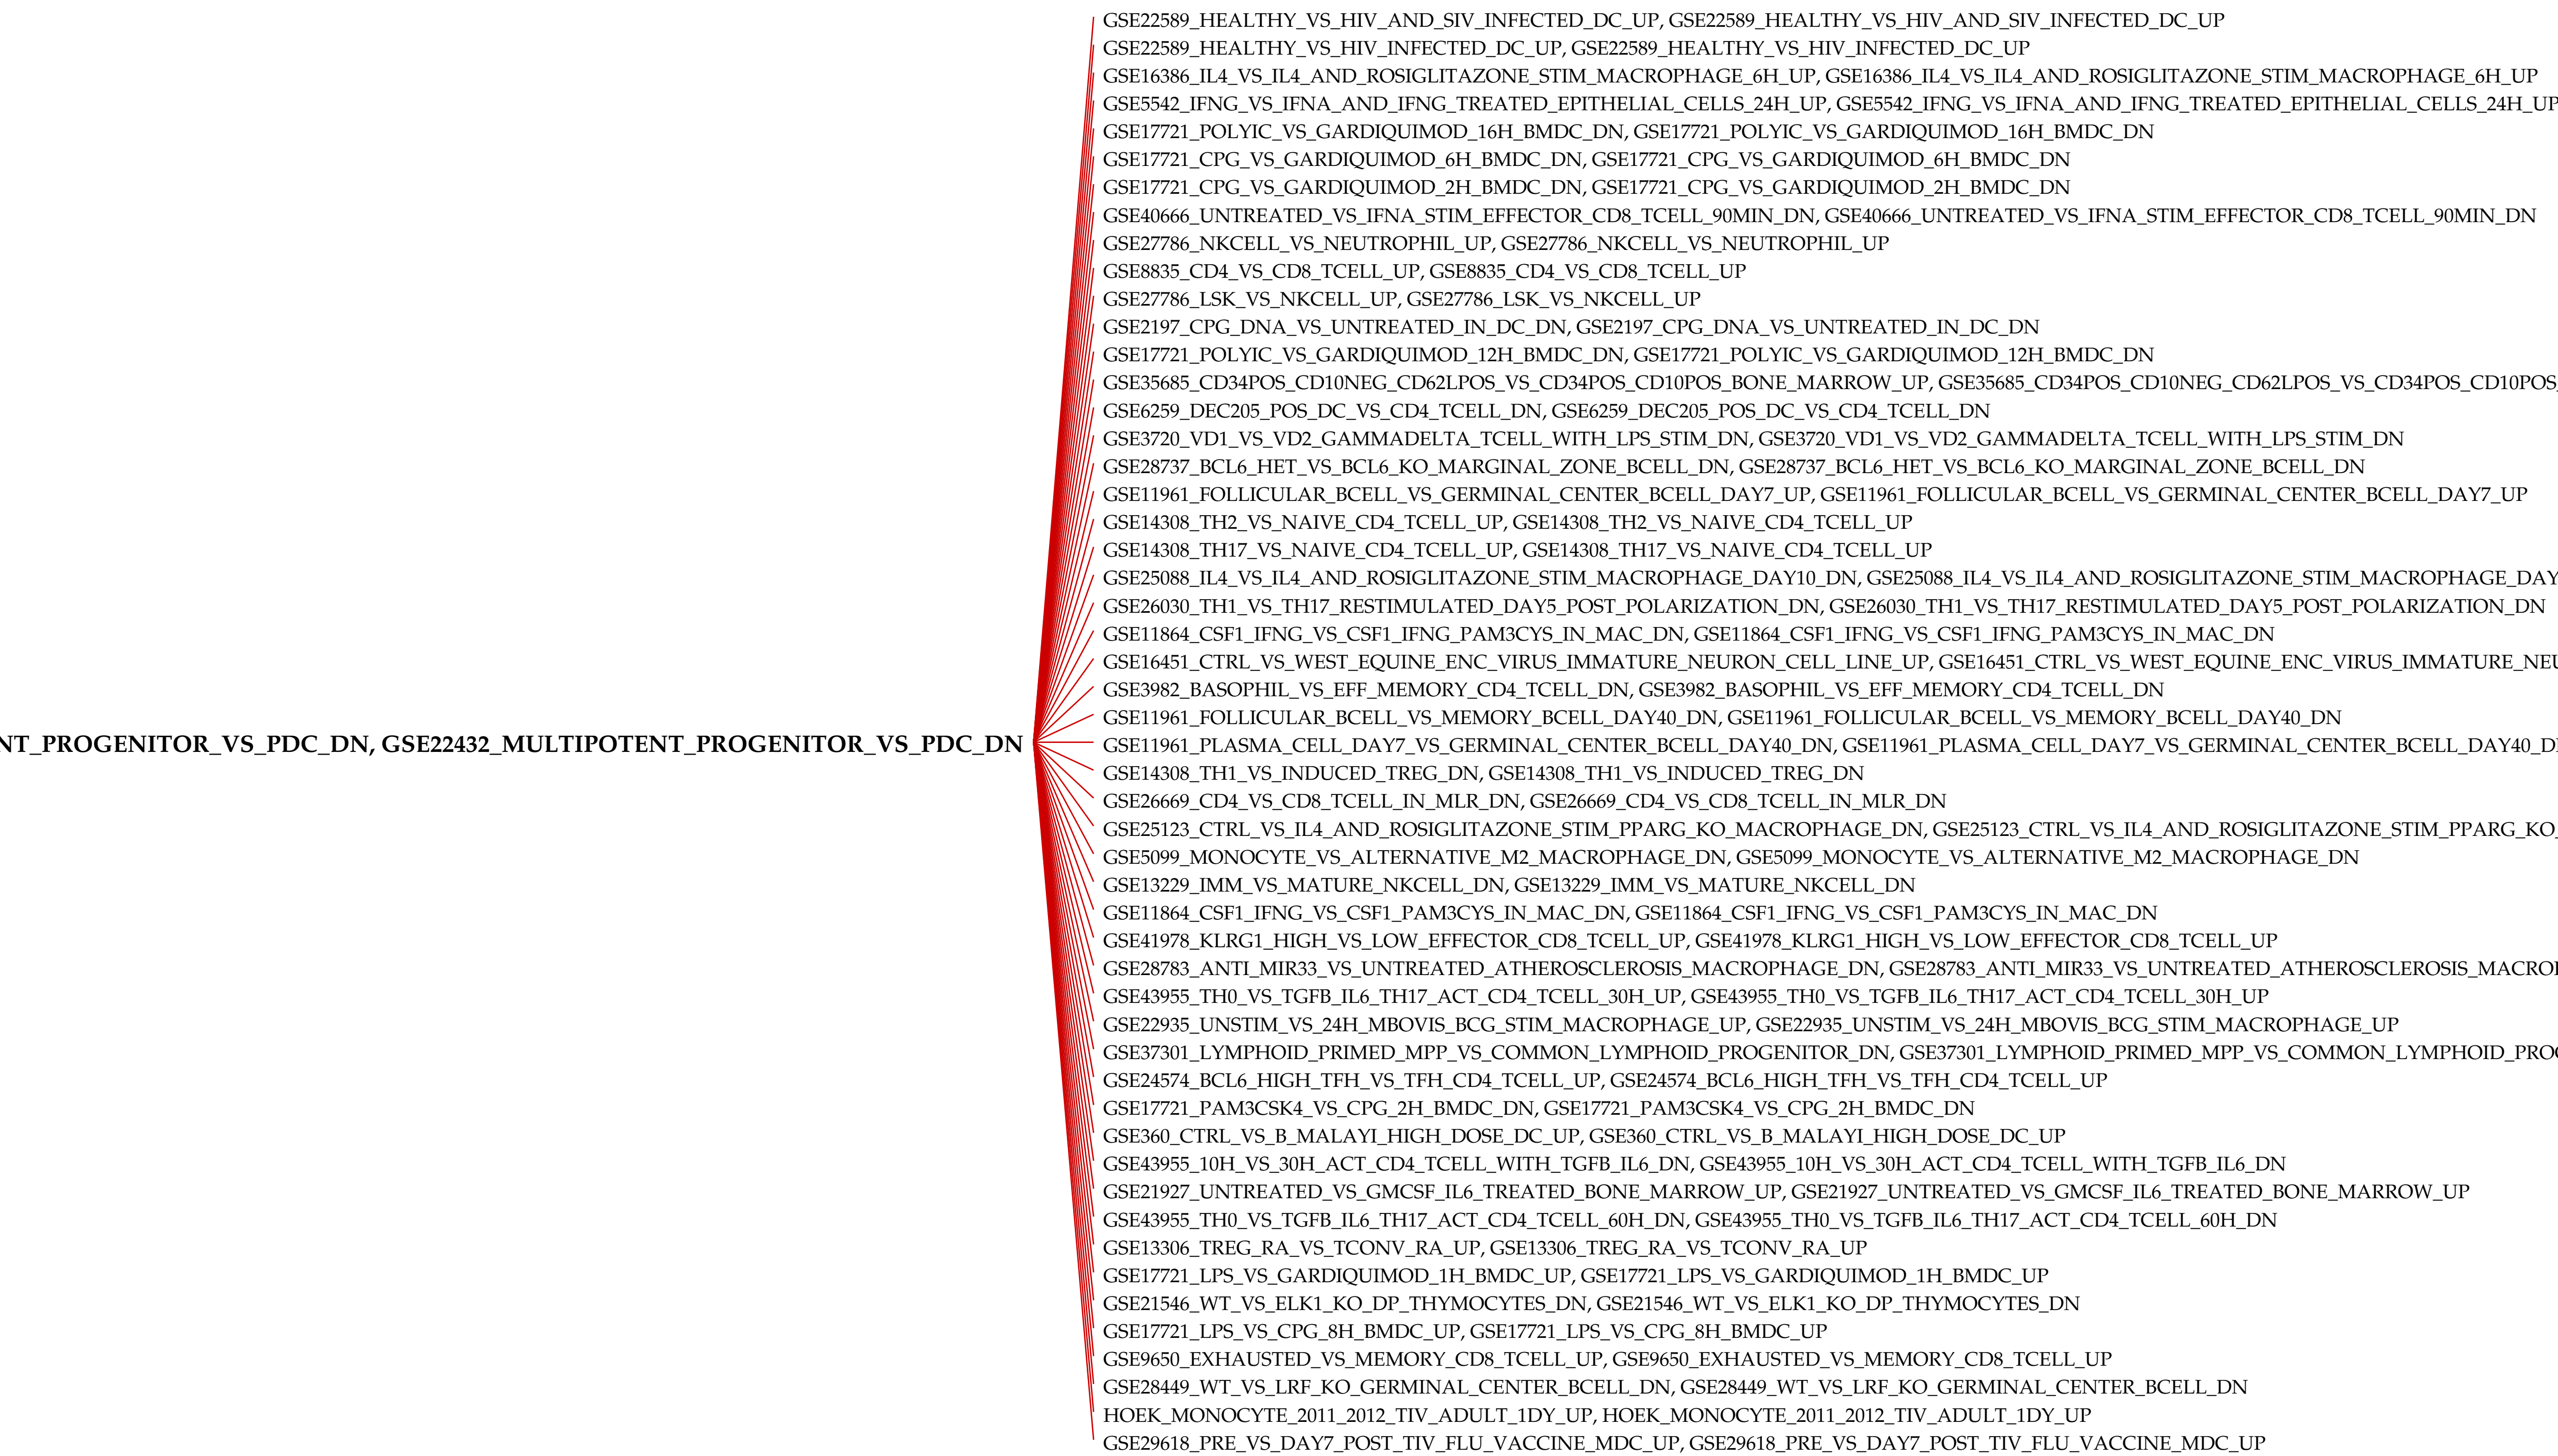 GSE22589_HEALTHY_VS_HIV_AND_SIV_INFECTED_DC_UP, GSE22589_HEALTHY_VS_HIV_AND_SIV_INFECTED_DC_UP
GSE22589_HEALTHY_VS_HIV_INFECTED_DC_UP, GSE22589_HEALTHY_VS_HIV_INFECTED_DC_UP
GSE16386_IL4_VS_IL4_AND_ROSIGLITAZONE_STIM_MACROPHAGE_6H_UP, GSE16386_IL4_VS_IL4_AND_ROSIGLITAZONE_STIM_MACROPHAGE_6H_UP
GSE5542_IFNG_VS_IFNA_AND_IFNG_TREATED_EPITHELIAL_CELLS_24H_UP, GSE5542_IFNG_VS_IFNA_AND_IFNG_TREATED_EPITHELIAL_CELLS_24H_UP
GSE17721_POLYIC_VS_GARDIQUIMOD_16H_BMDC_DN, GSE17721_POLYIC_VS_GARDIQUIMOD_16H_BMDC_DN
GSE17721_CPG_VS_GARDIQUIMOD_6H_BMDC_DN, GSE17721_CPG_VS_GARDIQUIMOD_6H_BMDC_DN
GSE17721_CPG_VS_GARDIQUIMOD_2H_BMDC_DN, GSE17721_CPG_VS_GARDIQUIMOD_2H_BMDC_DN
GSE40666_UNTREATED_VS_IFNA_STIM_EFFECTOR_CD8_TCELL_90MIN_DN, GSE40666_UNTREATED_VS_IFNA_STIM_EFFECTOR_CD8_TCELL_90MIN_DN
GSE27786_NKCELL_VS_NEUTROPHIL_UP, GSE27786_NKCELL_VS_NEUTROPHIL_UP
GSE8835_CD4_VS_CD8_TCELL_UP, GSE8835_CD4_VS_CD8_TCELL_UP
GSE27786_LSK_VS_NKCELL_UP, GSE27786_LSK_VS_NKCELL_UP
GSE2197_CPG_DNA_VS_UNTREATED_IN_DC_DN, GSE2197_CPG_DNA_VS_UNTREATED_IN_DC_DN
GSE17721_POLYIC_VS_GARDIQUIMOD_12H_BMDC_DN, GSE17721_POLYIC_VS_GARDIQUIMOD_12H_BMDC_DN
GSE35685_CD34POS_CD10NEG_CD62LPOS_VS_CD34POS_CD10POS_BONE_MARROW_UP, GSE35685_CD34POS_CD10NEG_CD62LPOS_VS_CD34POS_CD10POS_
GSE6259_DEC205_POS_DC_VS_CD4_TCELL_DN, GSE6259_DEC205_POS_DC_VS_CD4_TCELL_DN
GSE3720_VD1_VS_VD2_GAMMADELTA_TCELL_WITH_LPS_STIM_DN, GSE3720_VD1_VS_VD2_GAMMADELTA_TCELL_WITH_LPS_STIM_DN
GSE28737_BCL6_HET_VS_BCL6_KO_MARGINAL_ZONE_BCELL_DN, GSE28737_BCL6_HET_VS_BCL6_KO_MARGINAL_ZONE_BCELL_DN
GSE11961_FOLLICULAR_BCELL_VS_GERMINAL_CENTER_BCELL_DAY7_UP, GSE11961_FOLLICULAR_BCELL_VS_GERMINAL_CENTER_BCELL_DAY7_UP
GSE14308_TH2_VS_NAIVE_CD4_TCELL_UP, GSE14308_TH2_VS_NAIVE_CD4_TCELL_UP
GSE14308_TH17_VS_NAIVE_CD4_TCELL_UP, GSE14308_TH17_VS_NAIVE_CD4_TCELL_UP
GSE25088_IL4_VS_IL4_AND_ROSIGLITAZONE_STIM_MACROPHAGE_DAY10_DN, GSE25088_IL4_VS_IL4_AND_ROSIGLITAZONE_STIM_MACROPHAGE_DAY
GSE26030_TH1_VS_TH17_RESTIMULATED_DAY5_POST_POLARIZATION_DN, GSE26030_TH1_VS_TH17_RESTIMULATED_DAY5_POST_POLARIZATION_DN
GSE11864_CSF1_IFNG_VS_CSF1_IFNG_PAM3CYS_IN_MAC_DN, GSE11864_CSF1_IFNG_VS_CSF1_IFNG_PAM3CYS_IN_MAC_DN
GSE16451_CTRL_VS_WEST_EQUINE_ENC_VIRUS_IMMATURE_NEURON_CELL_LINE_UP, GSE16451_CTRL_VS_WEST_EQUINE_ENC_VIRUS_IMMATURE_NEU
GSE3982_BASOPHIL_VS_EFF_MEMORY_CD4_TCELL_DN, GSE3982_BASOPHIL_VS_EFF_MEMORY_CD4_TCELL_DN
GSE11961_FOLLICULAR_BCELL_VS_MEMORY_BCELL_DAY40_DN, GSE11961_FOLLICULAR_BCELL_VS_MEMORY_BCELL_DAY40_DN
NT_PROGENITOR_VS_PDC_DN, GSE22432_MULTIPOTENT_PROGENITOR_VS_PDC_DN
GSE11961_PLASMA_CELL_DAY7_VS_GERMINAL_CENTER_BCELL_DAY40_DN, GSE11961_PLASMA_CELL_DAY7_VS_GERMINAL_CENTER_BCELL_DAY40_DN
GSE14308_TH1_VS_INDUCED_TREG_DN, GSE14308_TH1_VS_INDUCED_TREG_DN
GSE26669_CD4_VS_CD8_TCELL_IN_MLR_DN, GSE26669_CD4_VS_CD8_TCELL_IN_MLR_DN
GSE25123_CTRL_VS_IL4_AND_ROSIGLITAZONE_STIM_PPARG_KO_MACROPHAGE_DN, GSE25123_CTRL_VS_IL4_AND_ROSIGLITAZONE_STIM_PPARG_KO_
GSE5099_MONOCYTE_VS_ALTERNATIVE_M2_MACROPHAGE_DN, GSE5099_MONOCYTE_VS_ALTERNATIVE_M2_MACROPHAGE_DN
GSE13229_IMM_VS_MATURE_NKCELL_DN, GSE13229_IMM_VS_MATURE_NKCELL_DN
GSE11864_CSF1_IFNG_VS_CSF1_PAM3CYS_IN_MAC_DN, GSE11864_CSF1_IFNG_VS_CSF1_PAM3CYS_IN_MAC_DN
GSE41978_KLRG1_HIGH_VS_LOW_EFFECTOR_CD8_TCELL_UP, GSE41978_KLRG1_HIGH_VS_LOW_EFFECTOR_CD8_TCELL_UP
GSE28783_ANTI_MIR33_VS_UNTREATED_ATHEROSCLEROSIS_MACROPHAGE_DN, GSE28783_ANTI_MIR33_VS_UNTREATED_ATHEROSCLEROSIS_MACROP
GSE43955_TH0_VS_TGFB_IL6_TH17_ACT_CD4_TCELL_30H_UP, GSE43955_TH0_VS_TGFB_IL6_TH17_ACT_CD4_TCELL_30H_UP
GSE22935_UNSTIM_VS_24H_MBOVIS_BCG_STIM_MACROPHAGE_UP, GSE22935_UNSTIM_VS_24H_MBOVIS_BCG_STIM_MACROPHAGE_UP
GSE37301_LYMPHOID_PRIMED_MPP_VS_COMMON_LYMPHOID_PROGENITOR_DN, GSE37301_LYMPHOID_PRIMED_MPP_VS_COMMON_LYMPHOID_PROG
GSE24574_BCL6_HIGH_TFH_VS_TFH_CD4_TCELL_UP, GSE24574_BCL6_HIGH_TFH_VS_TFH_CD4_TCELL_UP
GSE17721_PAM3CSK4_VS_CPG_2H_BMDC_DN, GSE17721_PAM3CSK4_VS_CPG_2H_BMDC_DN
GSE360_CTRL_VS_B_MALAYI_HIGH_DOSE_DC_UP, GSE360_CTRL_VS_B_MALAYI_HIGH_DOSE_DC_UP
GSE43955_10H_VS_30H_ACT_CD4_TCELL_WITH_TGFB_IL6_DN, GSE43955_10H_VS_30H_ACT_CD4_TCELL_WITH_TGFB_IL6_DN
GSE21927_UNTREATED_VS_GMCSF_IL6_TREATED_BONE_MARROW_UP, GSE21927_UNTREATED_VS_GMCSF_IL6_TREATED_BONE_MARROW_UP
GSE43955_TH0_VS_TGFB_IL6_TH17_ACT_CD4_TCELL_60H_DN, GSE43955_TH0_VS_TGFB_IL6_TH17_ACT_CD4_TCELL_60H_DN
GSE13306_TREG_RA_VS_TCONV_RA_UP, GSE13306_TREG_RA_VS_TCONV_RA_UP
GSE17721_LPS_VS_GARDIQUIMOD_1H_BMDC_UP, GSE17721_LPS_VS_GARDIQUIMOD_1H_BMDC_UP
GSE21546_WT_VS_ELK1_KO_DP_THYMOCYTES_DN, GSE21546_WT_VS_ELK1_KO_DP_THYMOCYTES_DN
GSE17721_LPS_VS_CPG_8H_BMDC_UP, GSE17721_LPS_VS_CPG_8H_BMDC_UP
GSE9650_EXHAUSTED_VS_MEMORY_CD8_TCELL_UP, GSE9650_EXHAUSTED_VS_MEMORY_CD8_TCELL_UP
GSE28449_WT_VS_LRF_KO_GERMINAL_CENTER_BCELL_DN, GSE28449_WT_VS_LRF_KO_GERMINAL_CENTER_BCELL_DN
HOEK_MONOCYTE_2011_2012_TIV_ADULT_1DY_UP, HOEK_MONOCYTE_2011_2012_TIV_ADULT_1DY_UP
GSE29618_PRE_VS_DAY7_POST_TIV_FLU_VACCINE_MDC_UP, GSE29618_PRE_VS_DAY7_POST_TIV_FLU_VACCINE_MDC_UP